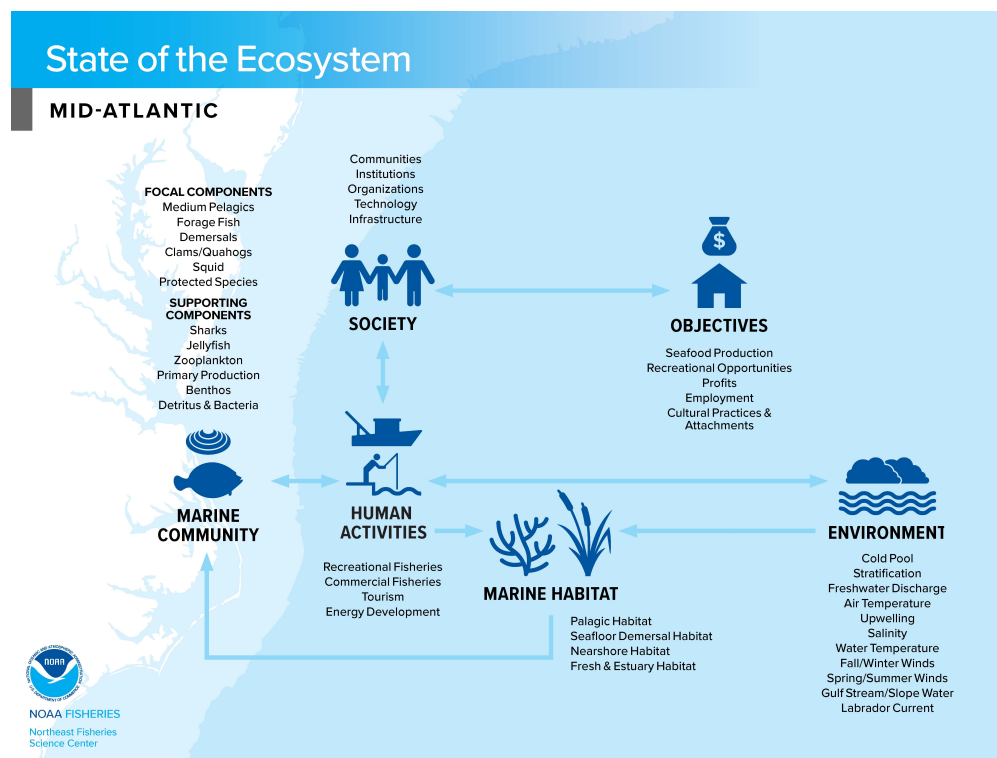 State of the Ecosystem
MID-ATLANTIC
Communities
Institutions
Organizations
Technology
Infrastructure
SOCIETY
FOCAL COMPONENTS
Medium Pelagics
Forage Fish
Demersals
Clams/Quahogs
Squid
Protected Species
SUPPORTING
COMPONENTS
Sharks
Jellyfish
Zooplankton
Primary Production
Benthos
Detritus & Bacteria
MARINE
COMMUNITY
$
OBJECTIVES
Seafood Production
Recreational Opportunities
Profits
Employment
Cultural Practices &
Attachments
HUMAN
ACTIVITIES
Recreational Fisheries
Commercial Fisheries
Tourism
Energy Development
MARINE HABITAT
Palagic Habitat
Seafloor Demersal Habitat
Nearshore Habitat
Fresh & Estuary Habitat
ENVIRONMENT
Cold Pool
Stratification
Freshwater Discharge
Air Temperature
Upwelling
Salinity
Water Temperature
Fall/Winter Winds
Spring/Summer Winds
Gulf Stream/Slope Water
Labrador Current
NOAA
NOAA FISHERIES
Northeast Fisheries
Science Center